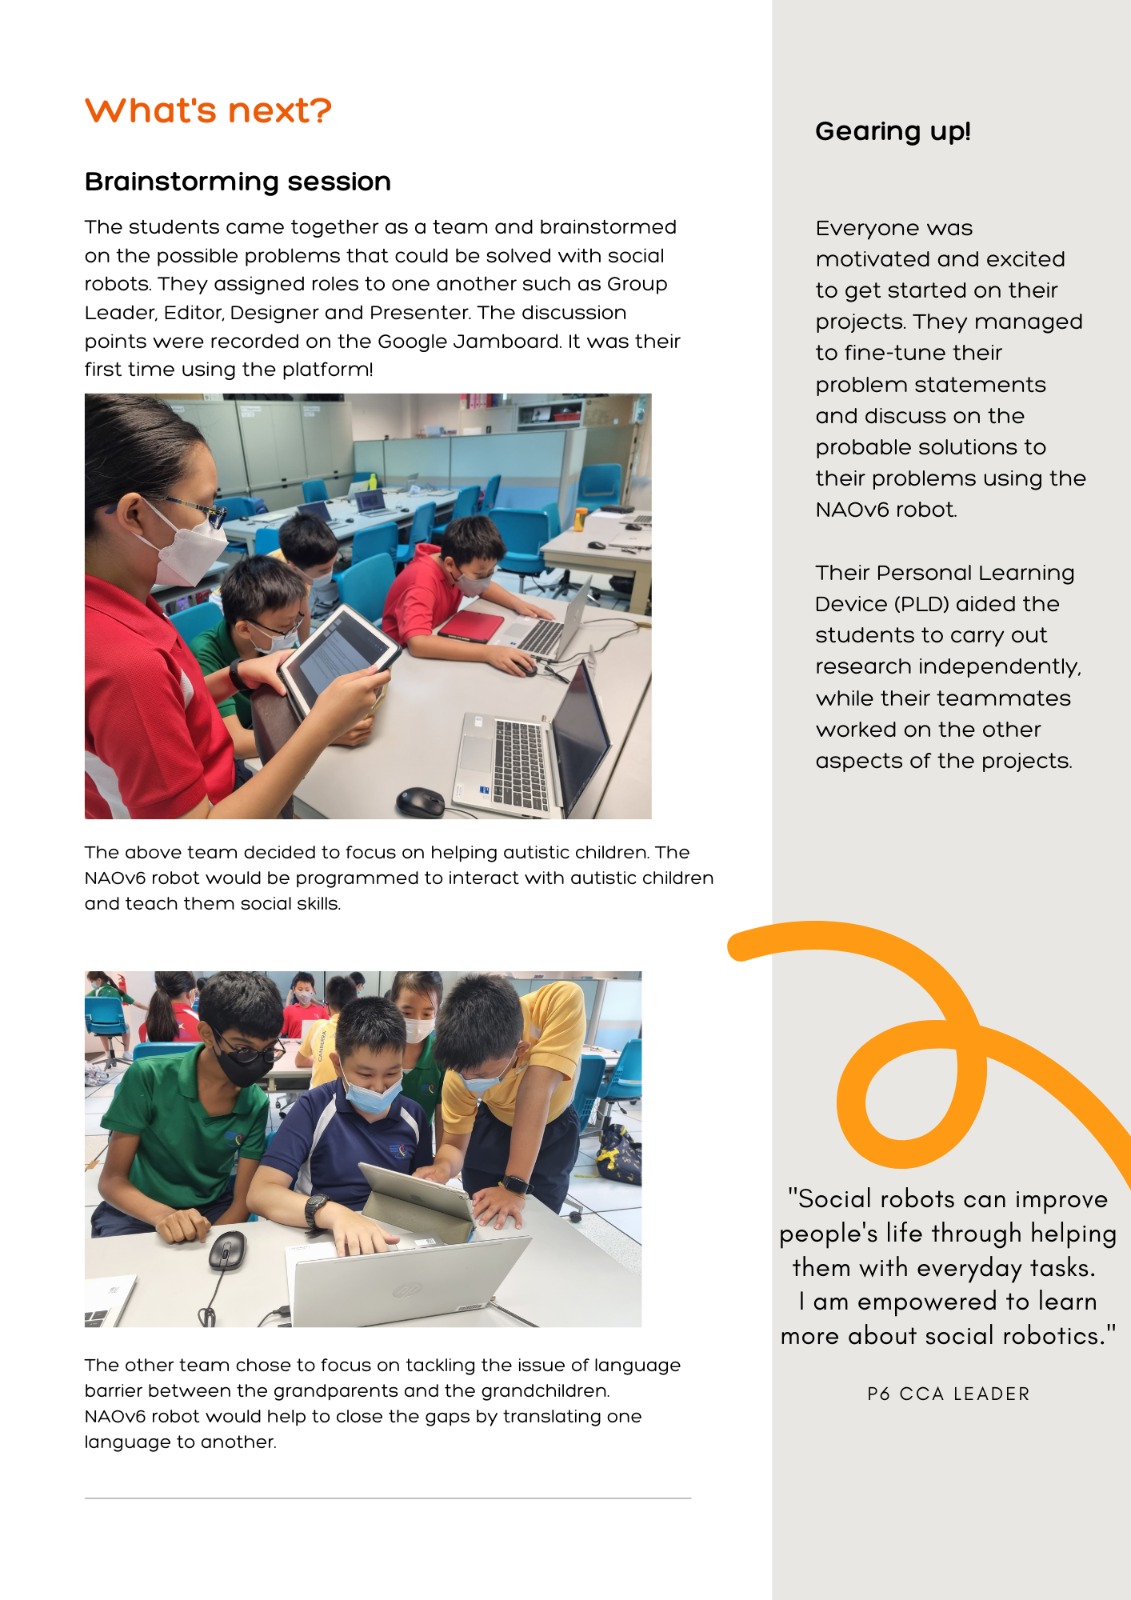 What's next?
Brainstorming session
The students came together as a team and brainstormed
on the possible problems that could be solved with social
robots. They assigned roles to one another such as Group
Leader, Editor, Designer and Presenter. The discussion
points were recorded on the Google Jamboard. It was their
first time using the platform!
The above team decided to focus on helping autistic children. The
NAOv6 robot would be programmed to interact with autistic children
and teach them social skills.
The other team chose to focus on tackling the issue of language
barrier between the grandparents and the grandchildren.
NAOv6 robot would help to close the gaps by translating one
language to another.
Gearing up!
Everyone was
motivated and excited
to get started on their
projects. They managed
to fine-tune their
problem statements
and discuss on the
probable solutions to
their problems using the
NAOv6 robot.
Their Personal Learning
Device (PLD) aided the
students to carry out
research independently,
while their teammates
worked on the other
aspects of the projects.
"Social robots can improve
people's life through helping
them with everyday tasks.
I am empowered to learn
more about social robotics."
P6 CCA LEADER